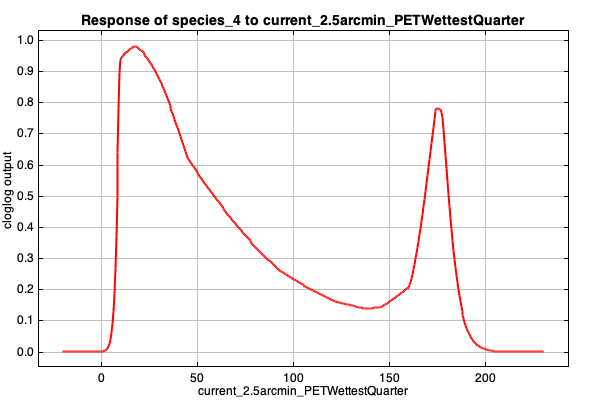 Response of species_4 to current_2.5arcmin_PETWettestQuarter
1.0
0.9
0.8
0.7
0.6
0.5
0.4
0.3
0.2
0.1
0.0
cloglog output
0 50 100 150 200
current_2.5arcmin_PETWettestQuarter